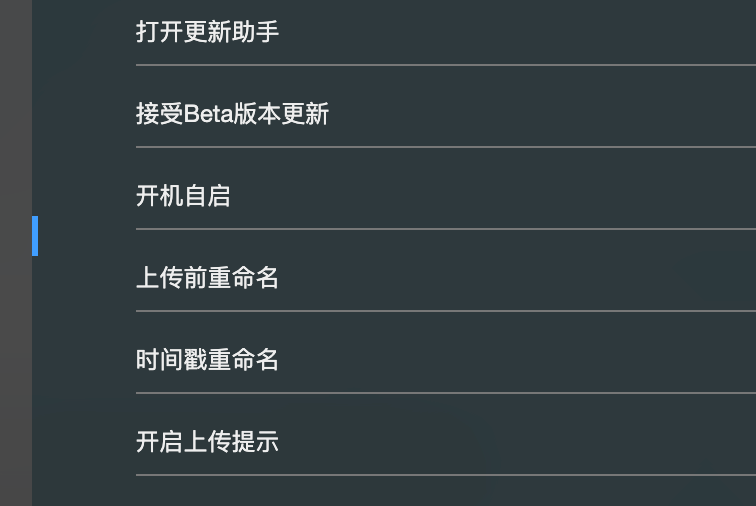 打开更新助手
接受Beta版本更新
开机自启
上传前重命名
时间戳重命名
开启上传提示